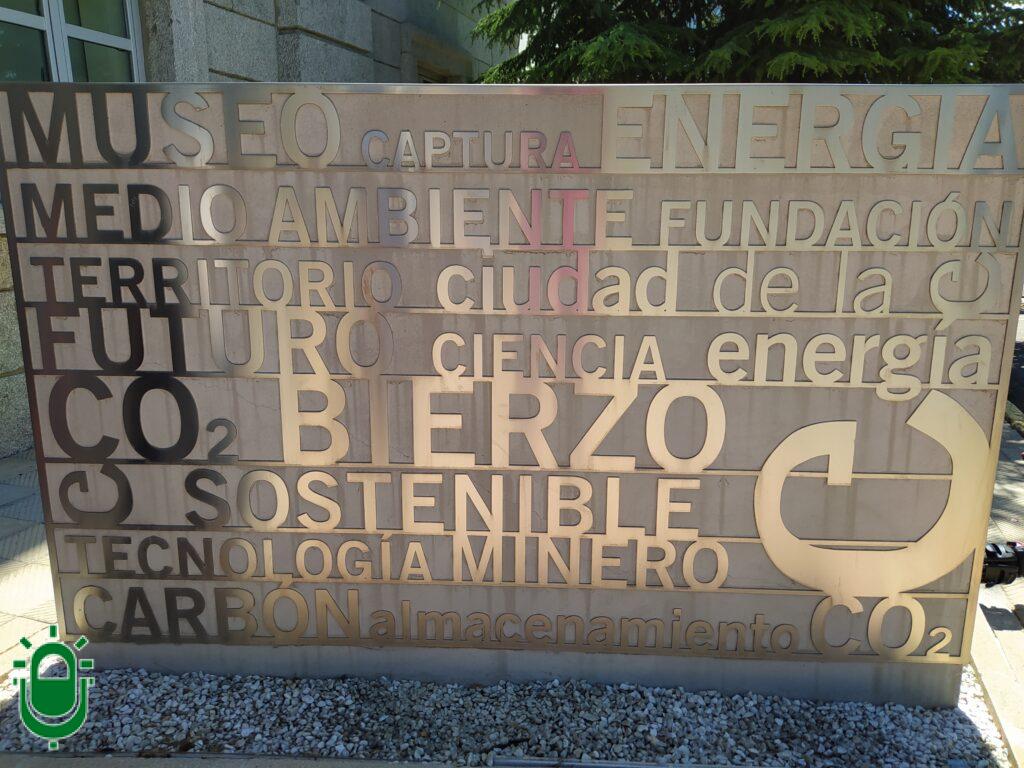 MUSEO CAPTURA ENERGÍA
MEDIO AMBIENTE FUNDACIÓN
TERRITORIO ciudad de la
FUTURO CIENCIA energía
CO₂ BIERZO
SOSTENIBLE
TECNOLOGÍA MINERO
CARBÓN almacenamiento CO₂